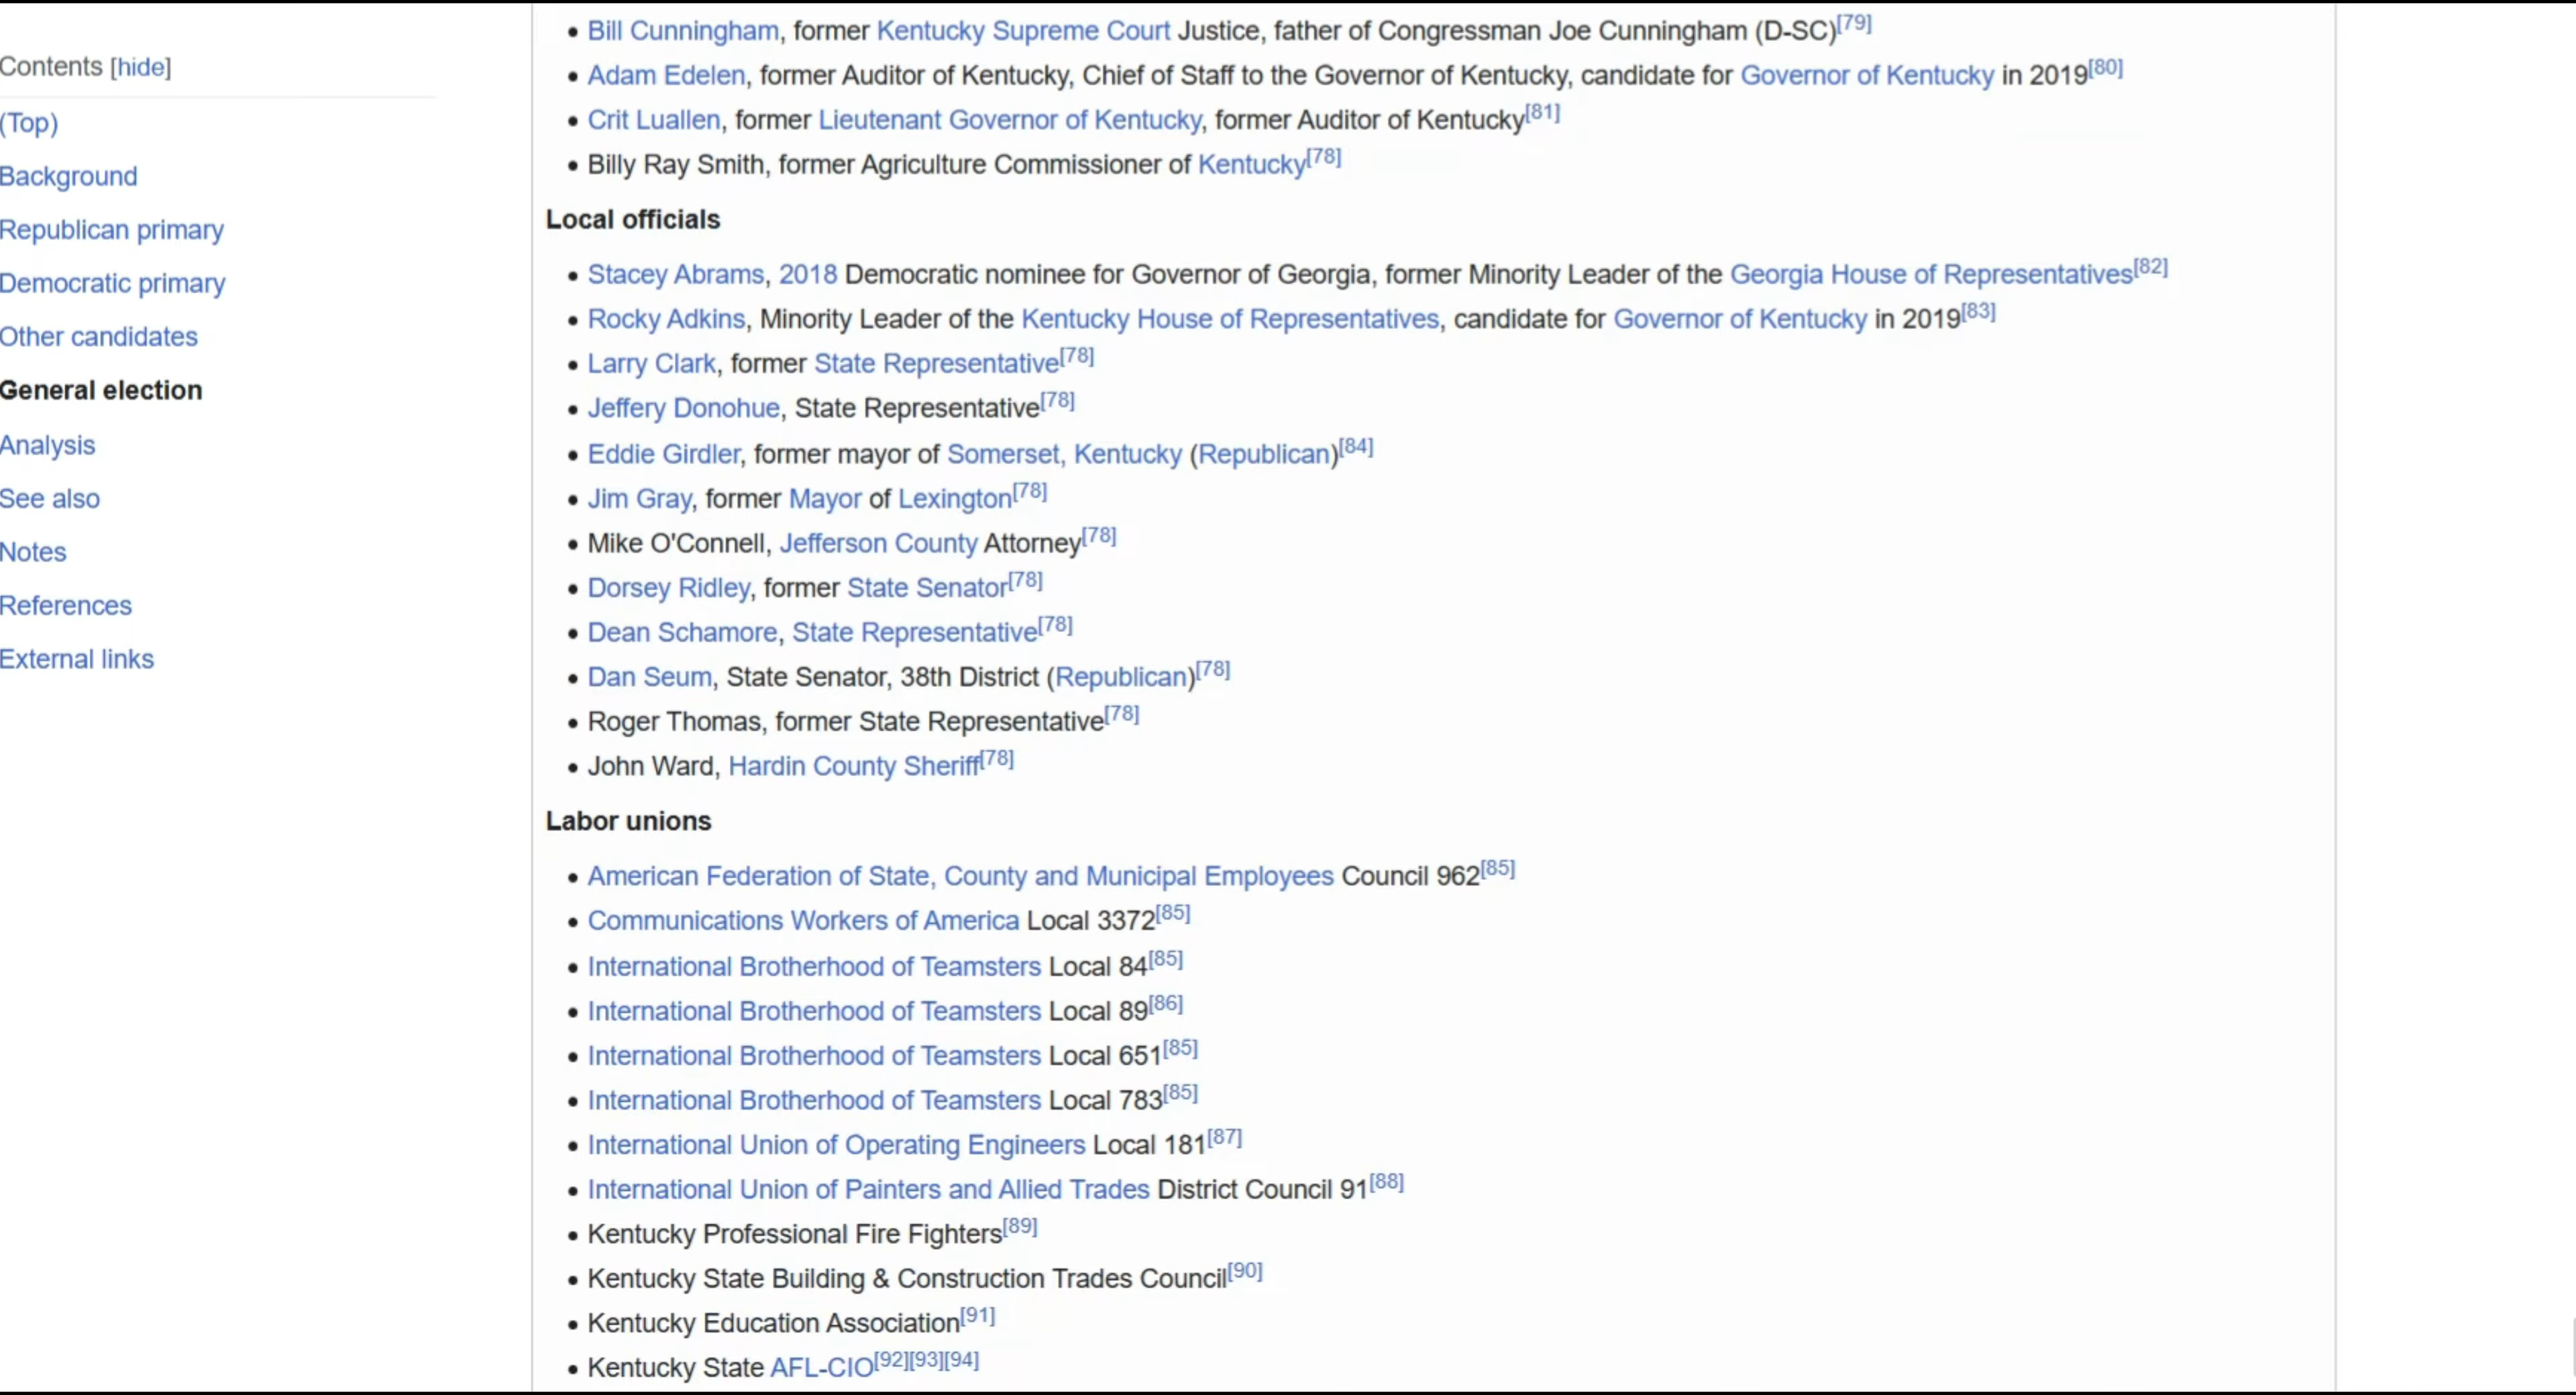 Contents [hide]
(Top)
Background
Republican primary
Democratic primary
Other candidates
General election
Analysis
See also
Notes
References
External links
• Bill Cunningham, former Kentucky Supreme Court Justice, father of Congressman Joe Cunningham (D-SC)[79]
• Adam Edelen, former Auditor of Kentucky, Chief of Staff to the Governor of Kentucky, candidate for Governor of Kentucky in 2019[80]
• Crit Luallen, former Lieutenant Governor of Kentucky, former Auditor of Kentucky[81]
• Billy Ray Smith, former Agriculture Commissioner of Kentucky[78]
Local officials
• Stacey Abrams, 2018 Democratic nominee for Governor of Georgia, former Minority Leader of the Georgia House of Representatives[82]
• Rocky Adkins, Minority Leader of the Kentucky House of Representatives, candidate for Governor of Kentucky in 2019[83]
• Larry Clark, former State Representative[78]
• Jeffery Donohue, State Representative[78]
• Eddie Girdler, former mayor of Somerset, Kentucky (Republican)[84]
• Jim Gray, former Mayor of Lexington[78]
• Mike O'Connell, Jefferson County Attorney[78]
• Dorsey Ridley, former State Senator[78]
• Dean Schamore, State Representative[78]
• Dan Seum, State Senator, 38th District (Republican)[78]
• Roger Thomas, former State Representative[78]
• John Ward, Hardin County Sheriff[78]
Labor unions
• American Federation of State, County and Municipal Employees Council 962[85]
• Communications Workers of America Local 3372[85]
• International Brotherhood of Teamsters Local 84[85]
• International Brotherhood of Teamsters Local 89[86]
• International Brotherhood of Teamsters Local 651[85]
• International Brotherhood of Teamsters Local 783[85]
• International Union of Operating Engineers Local 181[87]
• International Union of Painters and Allied Trades District Council 91[88]
• Kentucky Professional Fire Fighters[89]
• Kentucky State Building & Construction Trades Council[90]
• Kentucky Education Association[91]
• Kentucky State AFL-CIO[92][93][94]